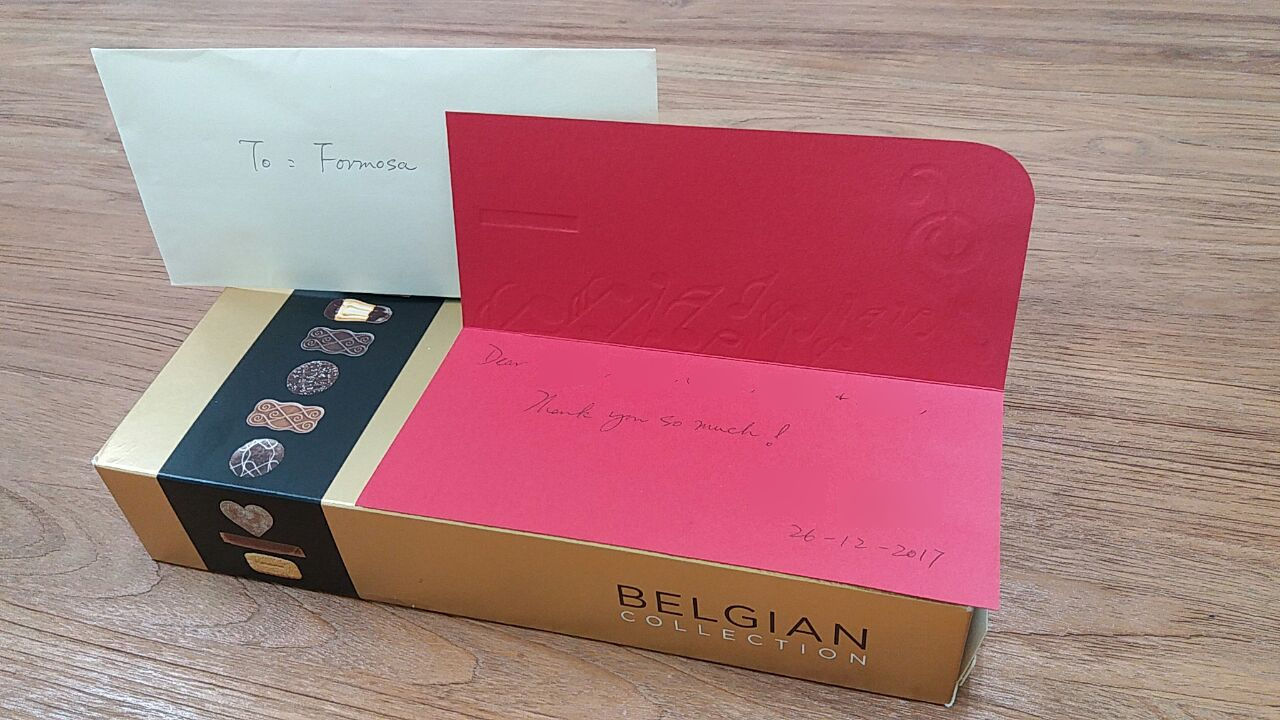 To = Formosa
Dear
Thank you so much!
26-12-2017
BELGIAN
COLLECTION